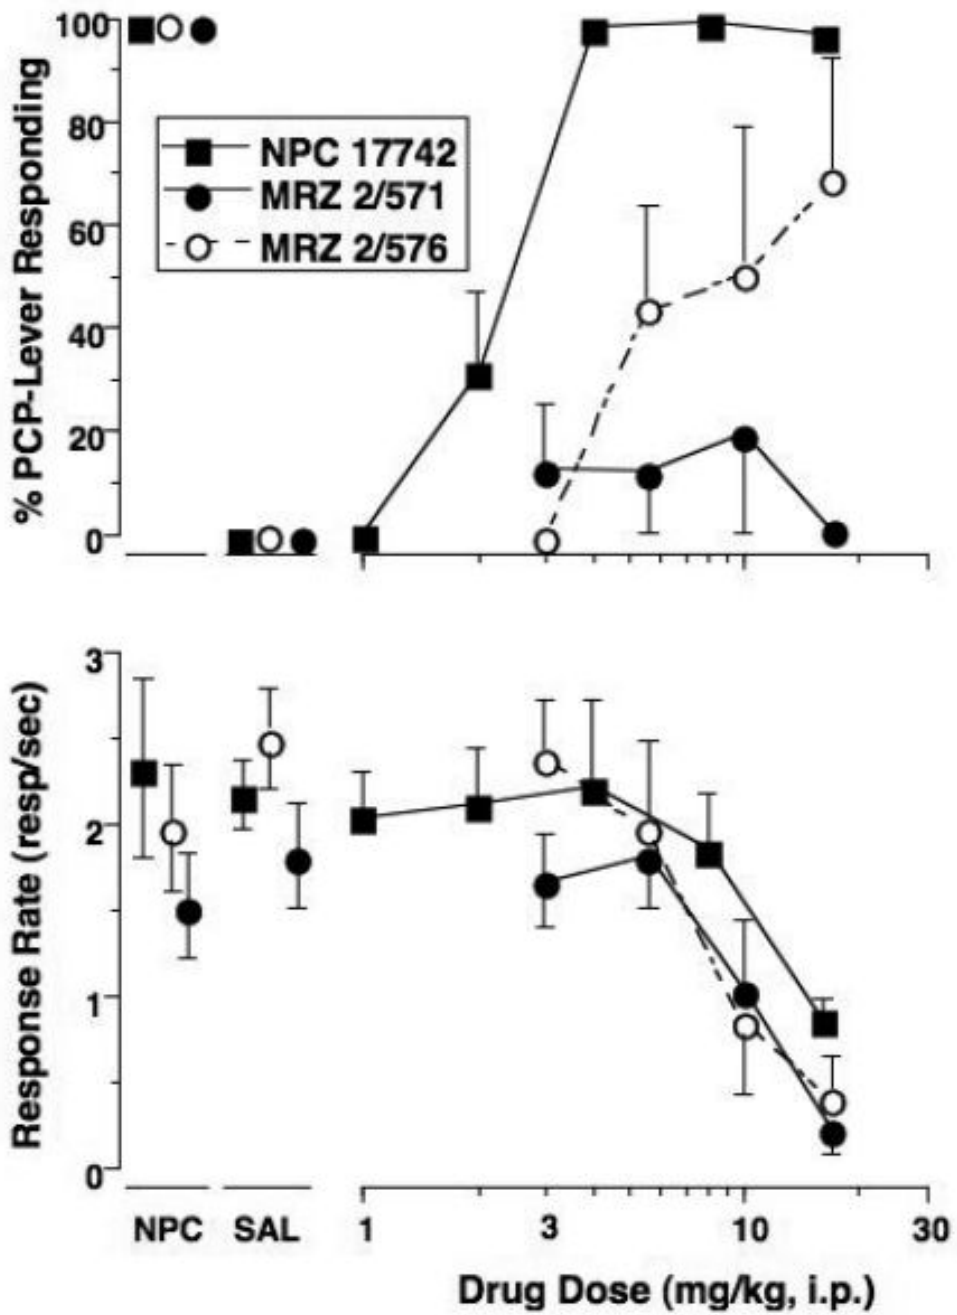 % PCP-Lever Responding
100
80
60
40
20
0
NPC 17742
MRZ 2/571
MRZ 2/576
Response Rate (resp/sec)
3
2
1
0
NPC SAL 1 3 10 30
Drug Dose (mg/kg, i.p.)